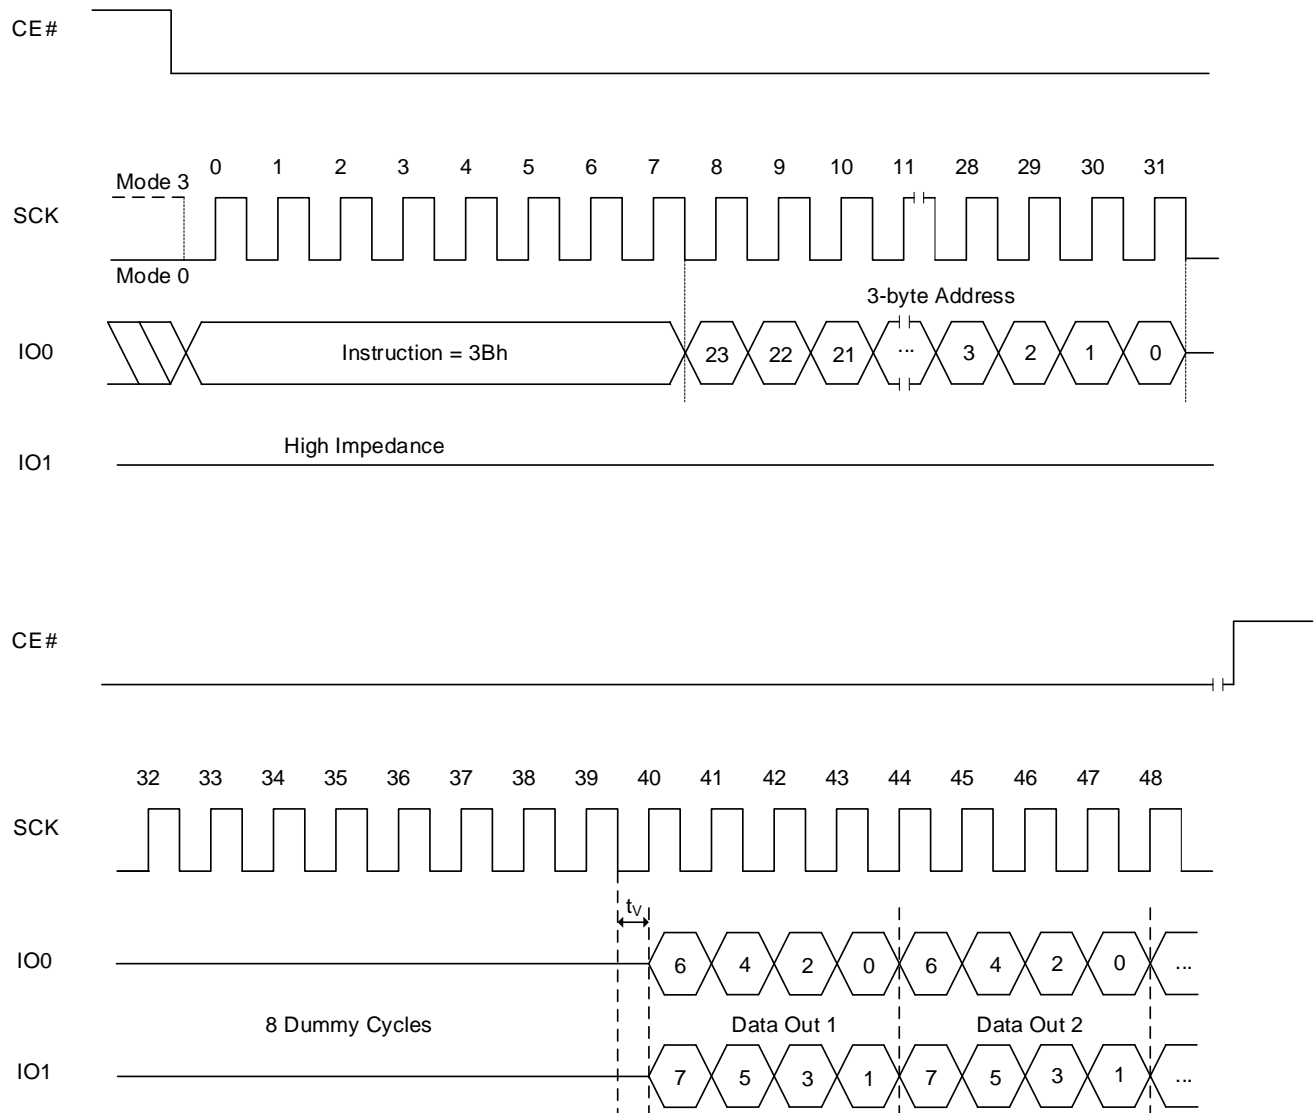 CE#
0 1 2 3 4 5 6 7 8 9 10 11 28 29 30 31
Mode 3
SCK
Mode 0
3-byte Address
IO0 Instruction = 3Bh 23 22 21 ... 3 2 1 0
High Impedance
IO1
CE#
32 33 34 35 36 37 38 39 40 41 42 43 44 45 46 47 48
SCK
tV
IO0 6 4 2 0 6 4 2 0 ...
8 Dummy Cycles Data Out 1 Data Out 2
IO1 7 5 3 1 7 5 3 1 ...